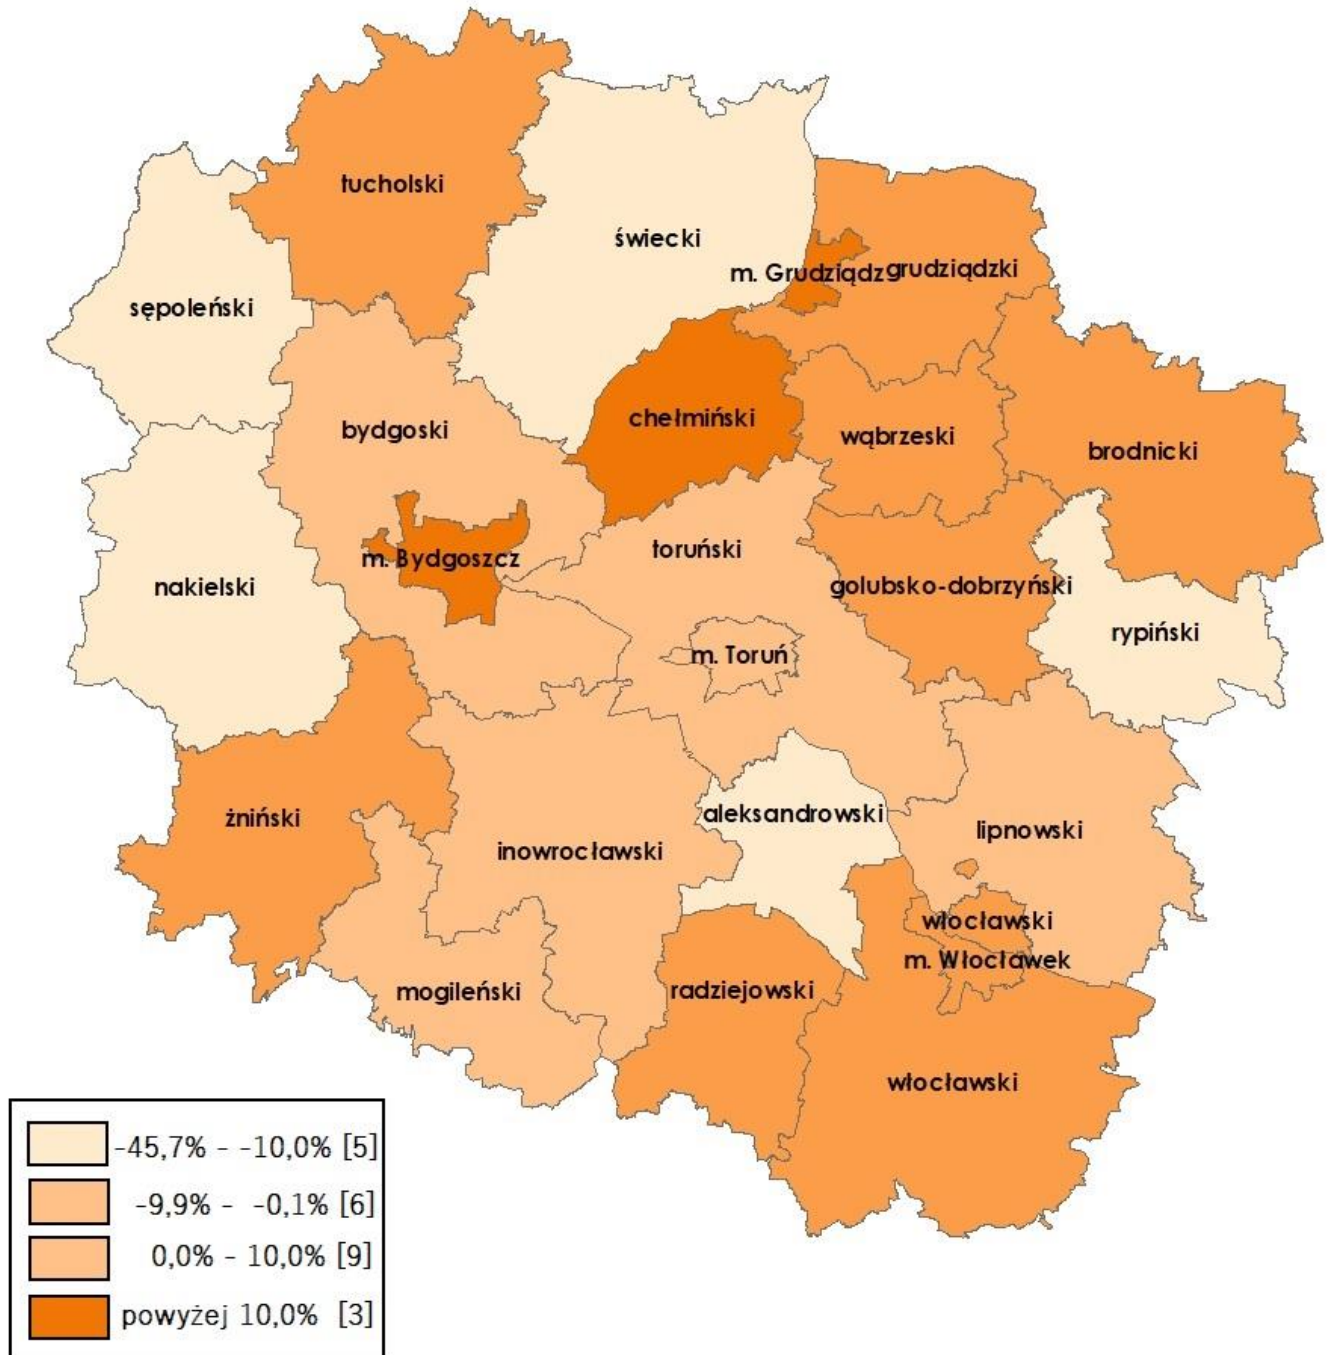 tucholski
świecki
m. Grudziądz
grudziądzki
sępoleński
chełmiński
bydgoski
wąbrzeski
brodnicki
toruński
m. Bydgoszcz
nakielski
golubsko-dobrzyński
rypiński
m. Toruń
żniński
aleksandrowski
lipnowski
inowrocławski
włocławski
m. Włocławek
mogileński
radziejowski
włocławski
-45,7% - -10,0% [5]
-9,9% - -0,1% [6]
0,0% - 10,0% [9]
powyżej 10,0% [3]